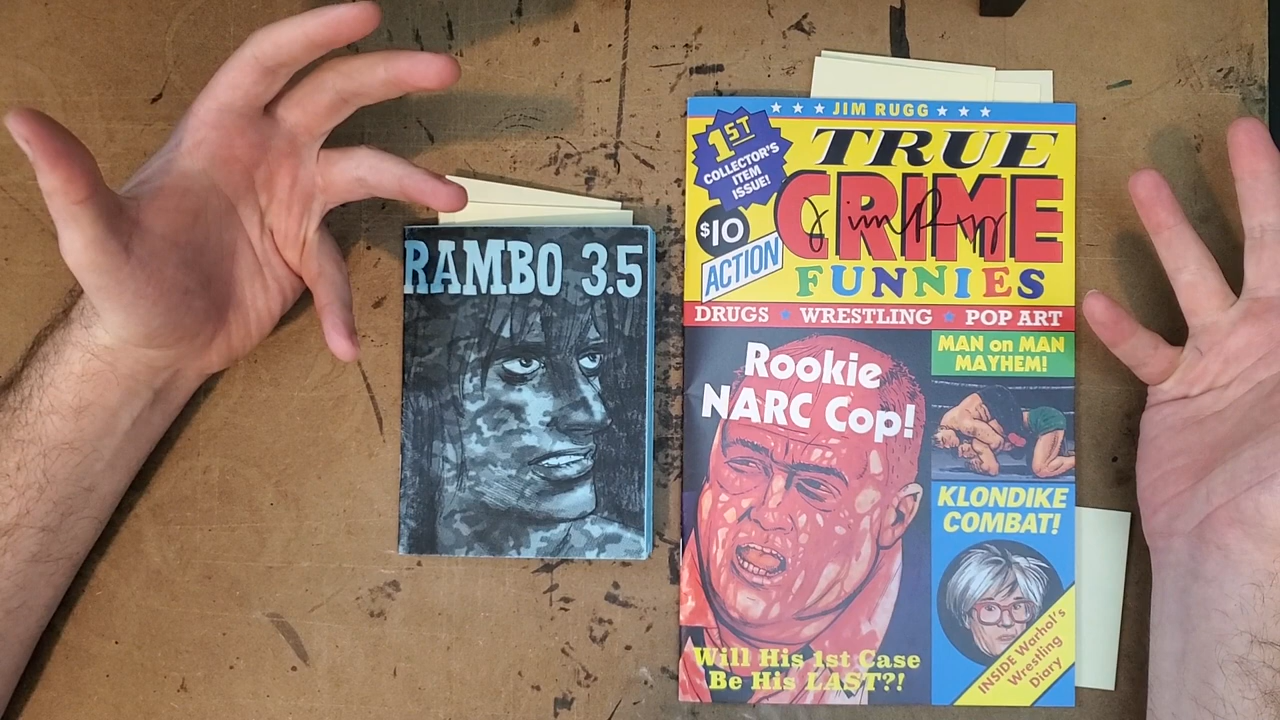 RAMBO 3.5
JIM RUGG
1ST
COLLECTOR'S
ITEM
ISSUE!
TRUE
CRIME
Jim Rugg
FUNNIES
$10
ACTION
DRUGS WRESTLING POP ART
Rookie
NARC Cop!
Will His 1st Case
Be His LAST?!
MAN on MAN
MAYHEM!
KLONDIKE
COMBAT!
INSIDE Warhol's
Wrestling
Diary